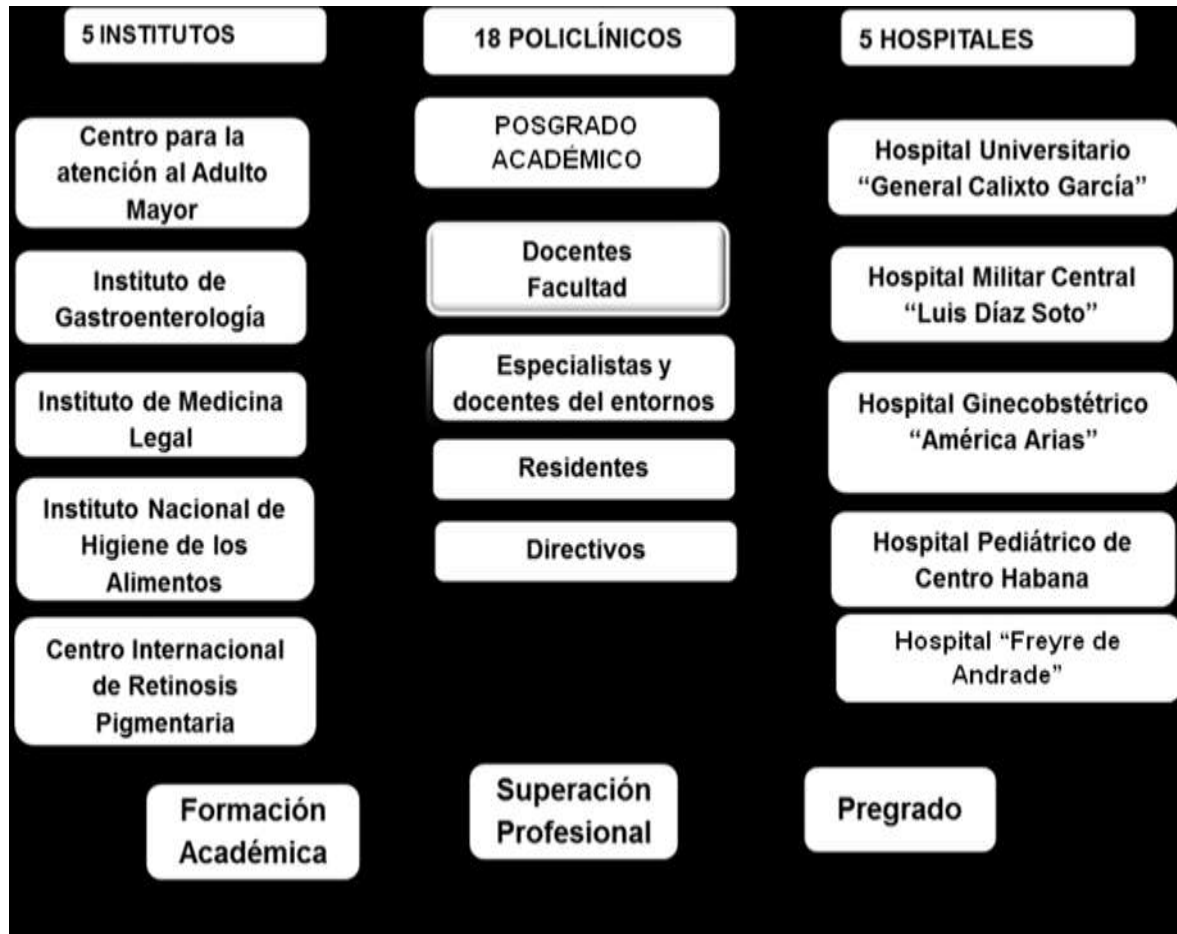 5 INSTITUTOS
Centro para la
atención al Adulto
Mayor
Instituto de
Gastroenterología
Instituto de Medicina
Legal
Instituto Nacional de
Higiene de los
Alimentos
Centro Internacional
de Retinosis
Pigmentaria
18 POLICLÍNICOS
POSGRADO
ACADÉMICO
Docentes
Facultad
Especialistas y
docentes del entornos
Residentes
Directivos
5 HOSPITALES
Hospital Universitario
“General Calixto García”
Hospital Militar Central
“Luis Díaz Soto”
Hospital Ginecobstétrico
“América Arias”
Hospital Pediátrico de
Centro Habana
Hospital “Freyre de
Andrade”
Formación
Académica
Superación
Profesional
Pregrado